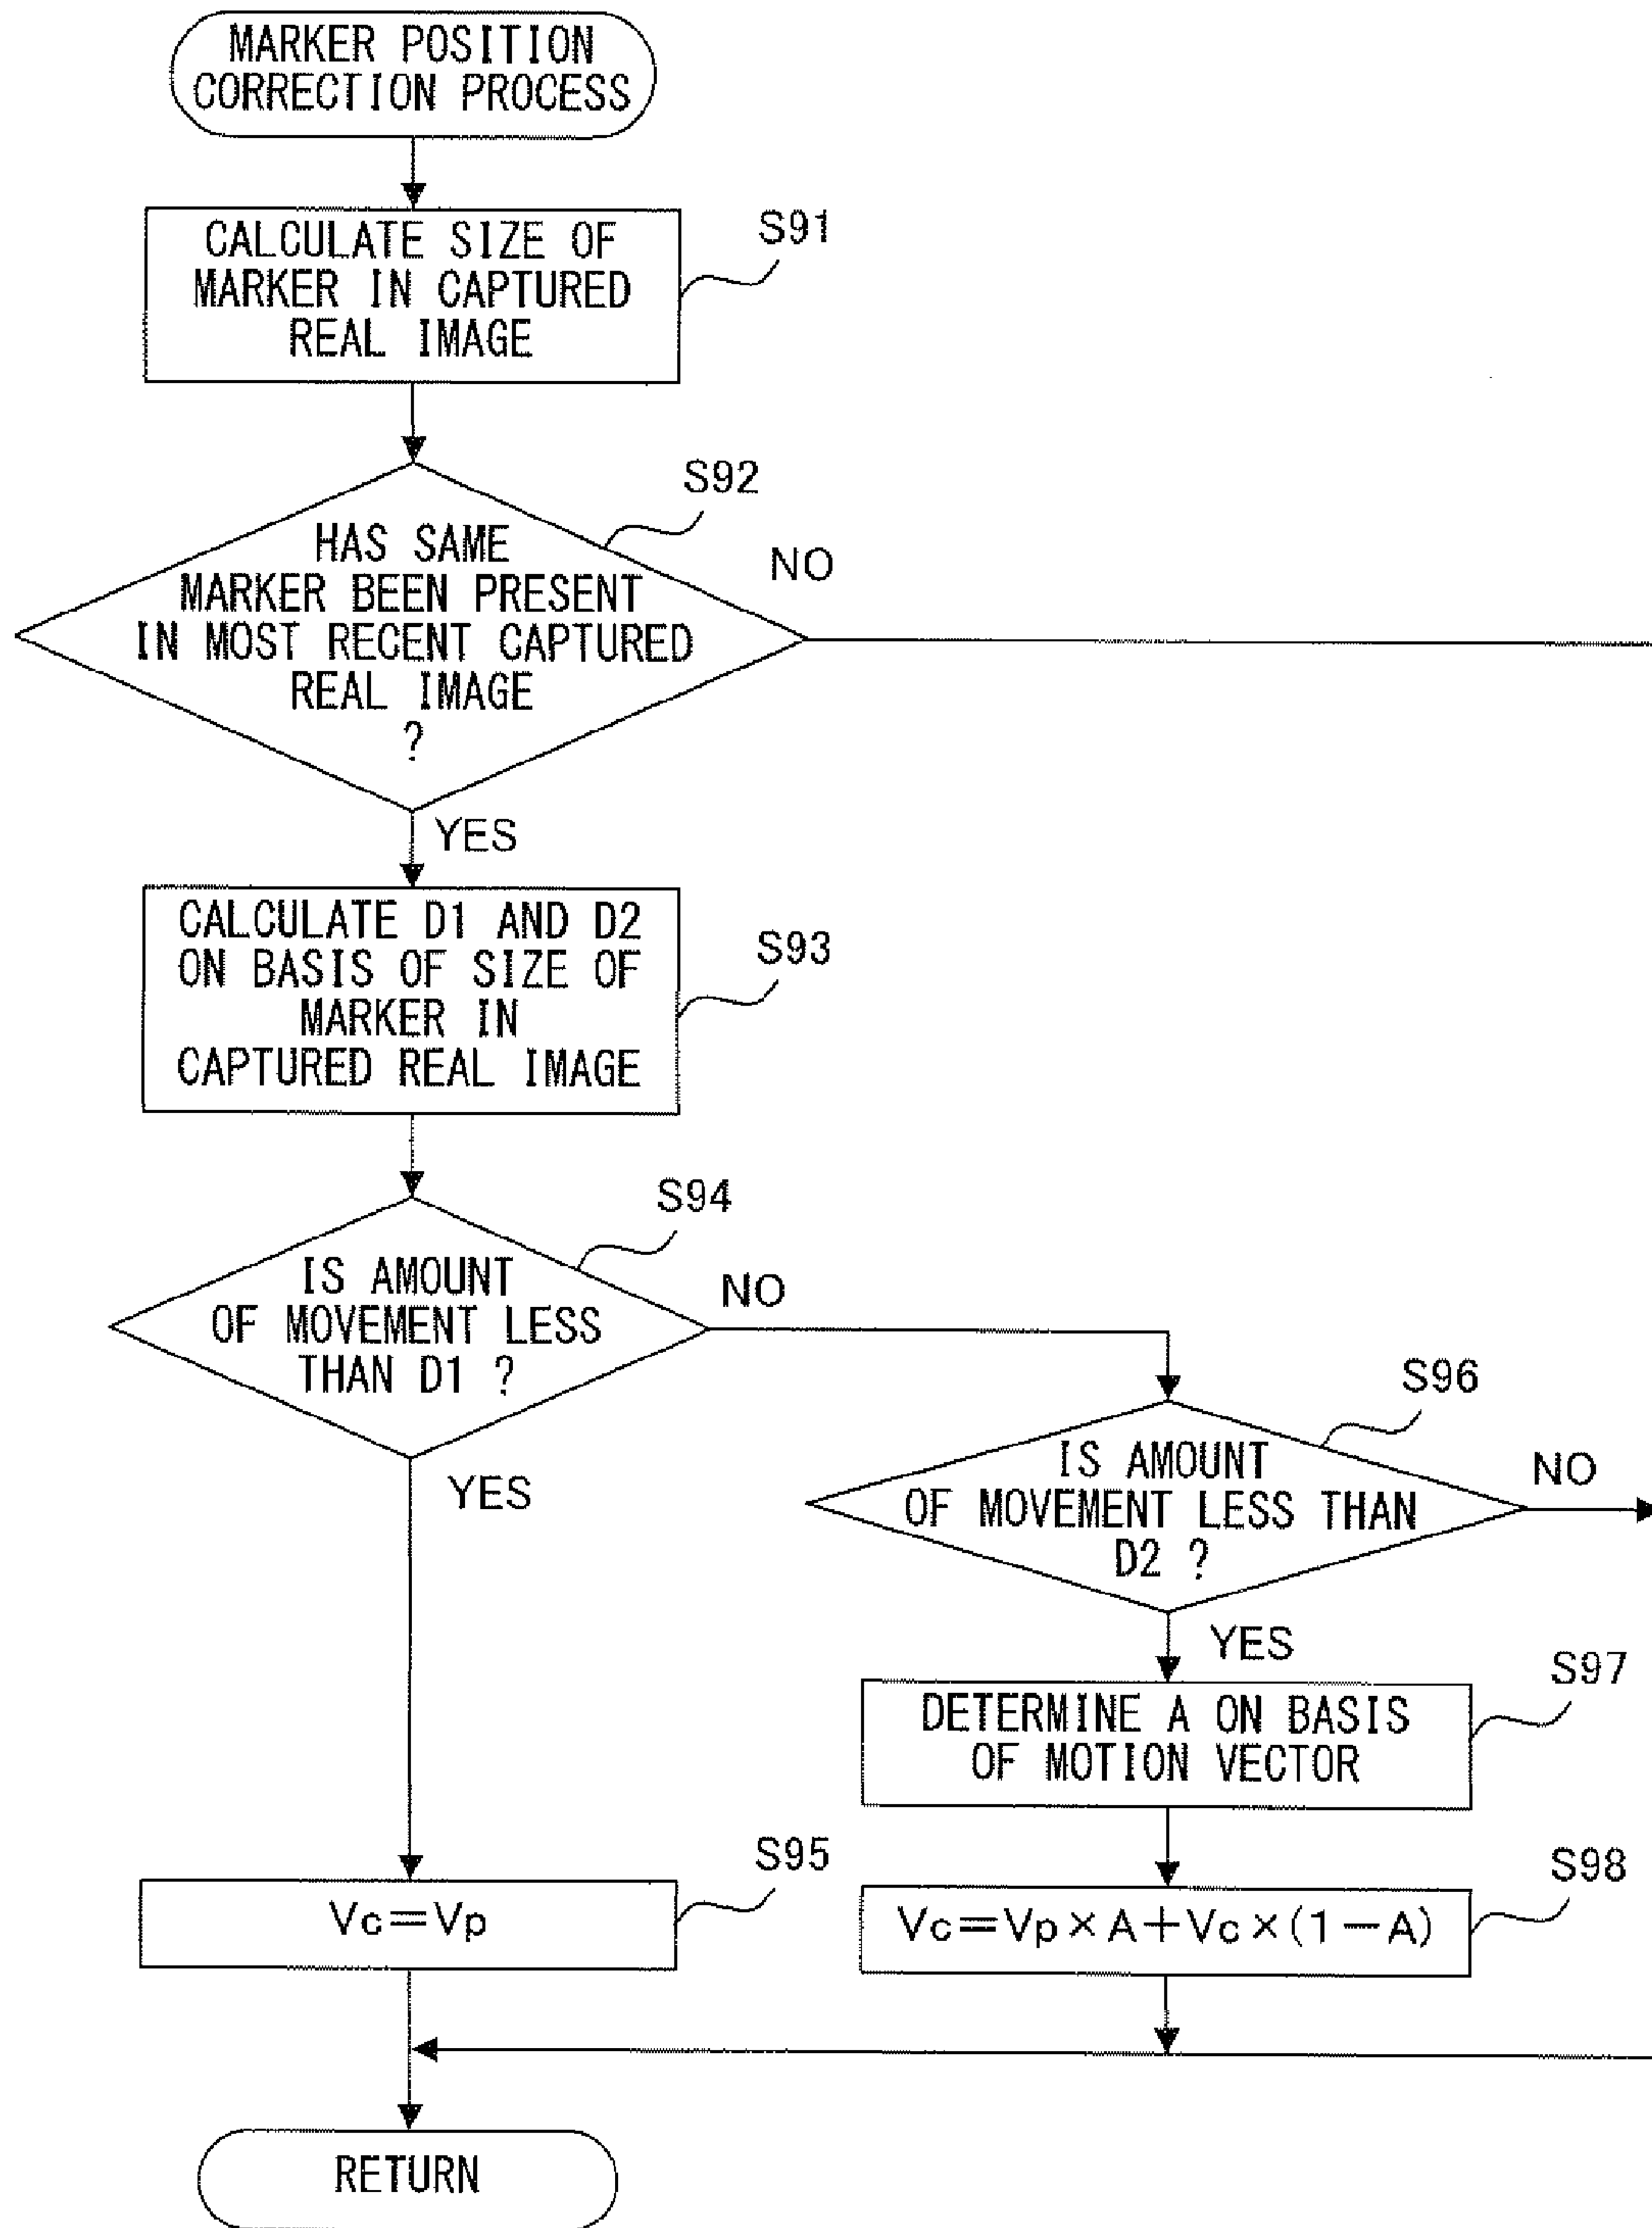 MARKER POSITION
CORRECTION PROCESS
CALCULATE SIZE OF
MARKER IN CAPTURED
REAL IMAGE
S91
HAS SAME
MARKER BEEN PRESENT
IN MOST RECENT CAPTURED
REAL IMAGE
?
S92
NO
YES
CALCULATE D1 AND D2
ON BASIS OF SIZE OF
MARKER IN
CAPTURED REAL IMAGE
S93
IS AMOUNT
OF MOVEMENT LESS
THAN D1 ?
S94
NO
YES
IS AMOUNT
OF MOVEMENT LESS THAN
D2 ?
S96
NO
YES
DETERMINE A ON BASIS
OF MOTION VECTOR
S97
Vc=Vp
S95
Vc=Vp×A+Vc×(1-A)
S98
RETURN